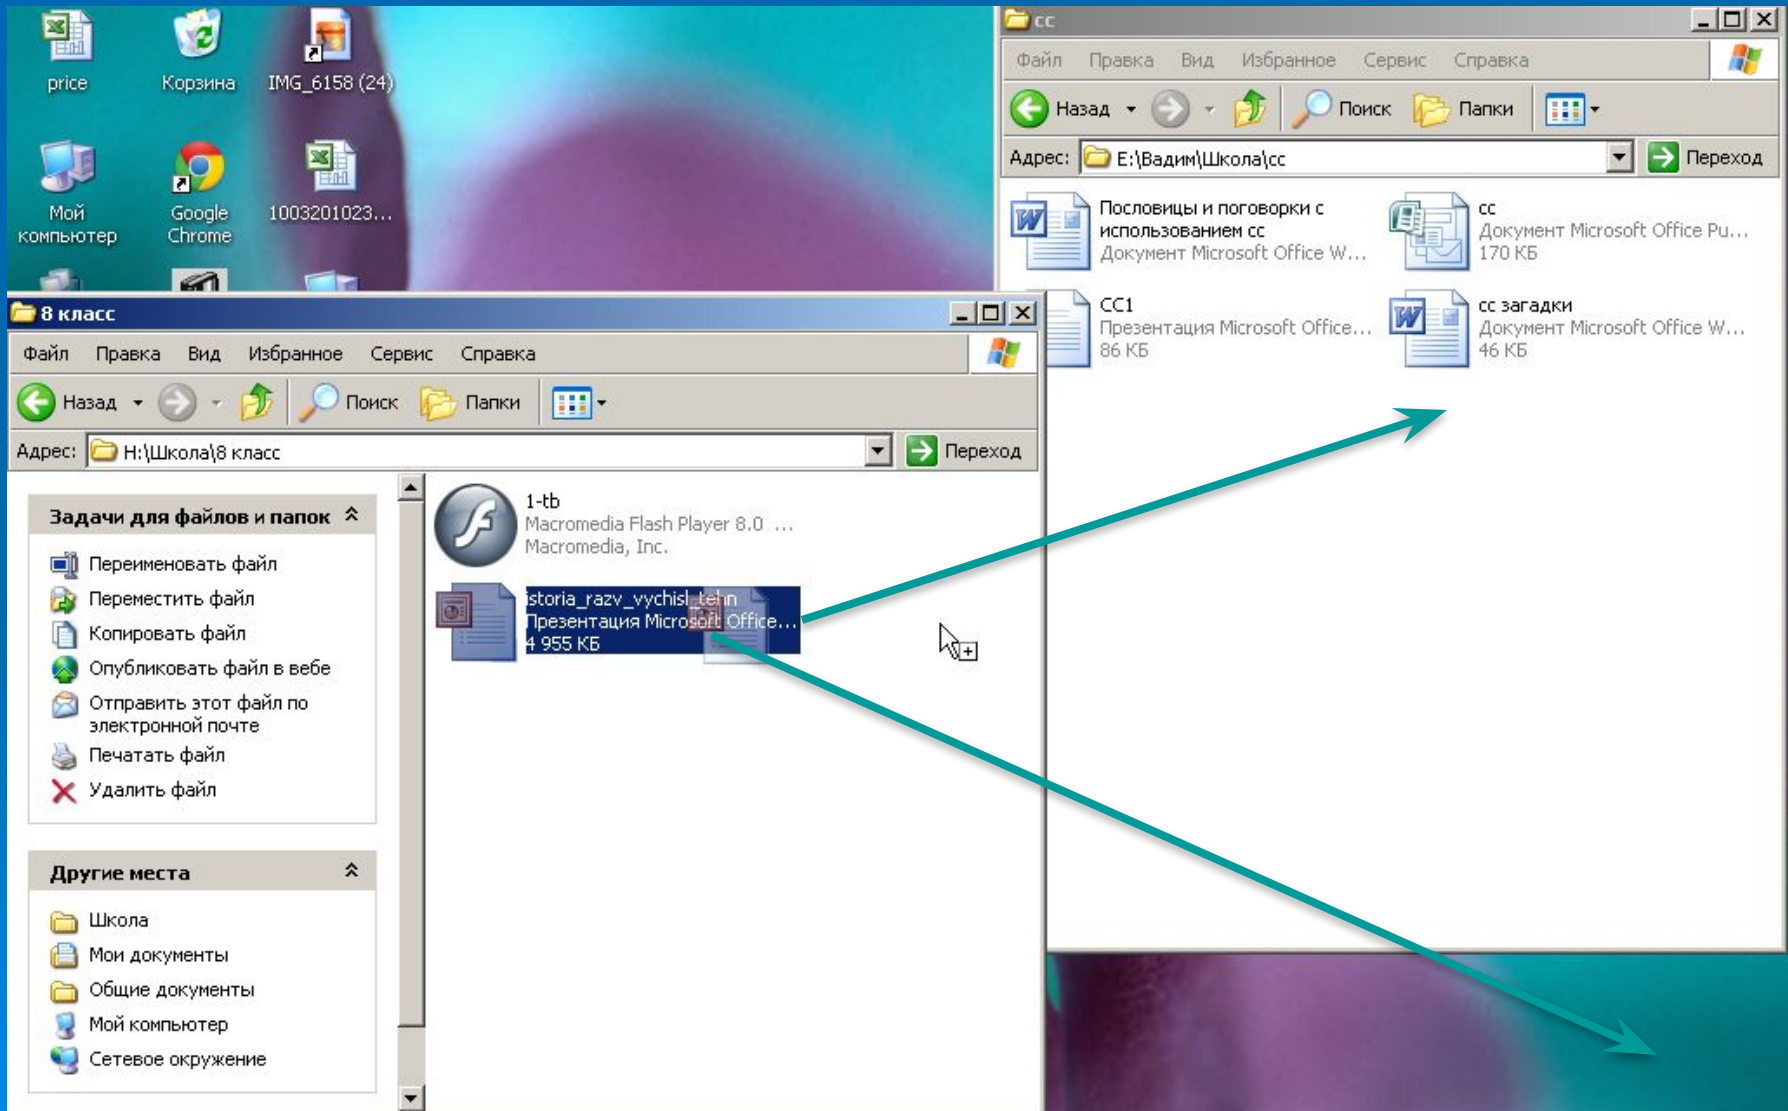 price
Корзина
IMG_6158 (24)
Мой
компьютер
Google
Chrome
1003201023...
cc
Файл Правка Вид Избранное Сервис Справка
Назад Поиск Папки
Адрес: E:\Вадим\Школа\cc Переход
Пословицы и поговорки с
использованием сс
Документ Microsoft Office W...
сс
Документ Microsoft Office Pu...
170 КБ
СС1
Презентация Microsoft Office...
86 КБ
сс загадки
Документ Microsoft Office W...
46 КБ
8 класс
Файл Правка Вид Избранное Сервис Справка
Назад Поиск Папки
Адрес: H:\Школа\8 класс Переход
Задачи для файлов и папок
Переименовать файл
Переместить файл
Копировать файл
Опубликовать файл в вебе
Отправить этот файл по
электронной почте
Печатать файл
Удалить файл
Другие места
Школа
Мои документы
Общие документы
Мой компьютер
Сетевое окружение
1-tb
Macromedia Flash Player 8.0 ...
Macromedia, Inc.
istoria_razv_vychisl_tehn
Презентация Microsoft Office...
4 955 КБ